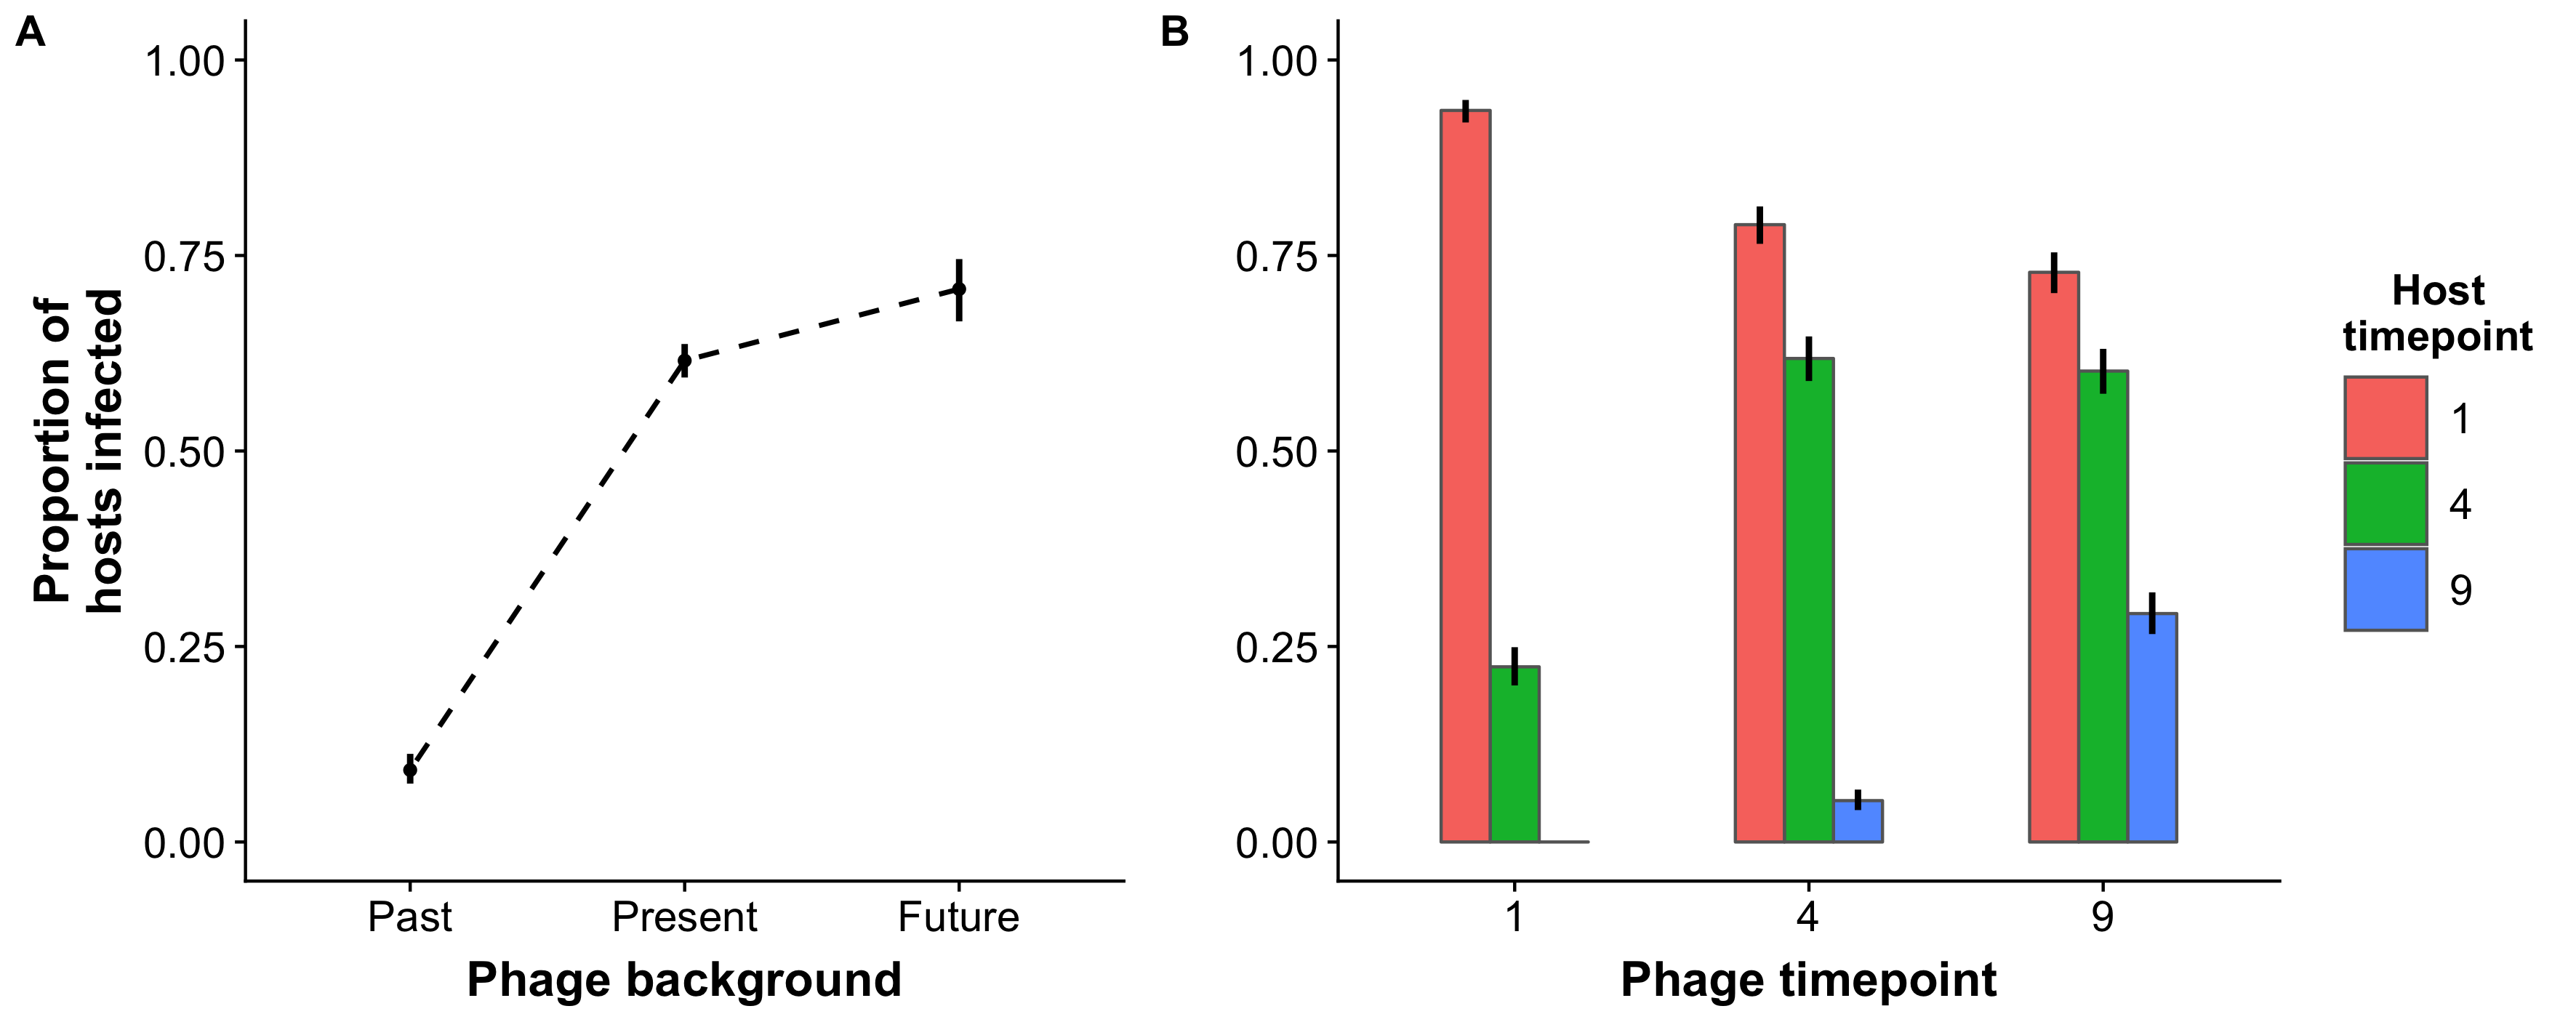 A
Proportion of
hosts infected
1.00
0.75
0.50
0.25
0.00
Past
Present
Future
Phage background
B
1.00
0.75
0.50
0.25
0.00
1
4
9
Phage timepoint
Host
timepoint
1
4
9